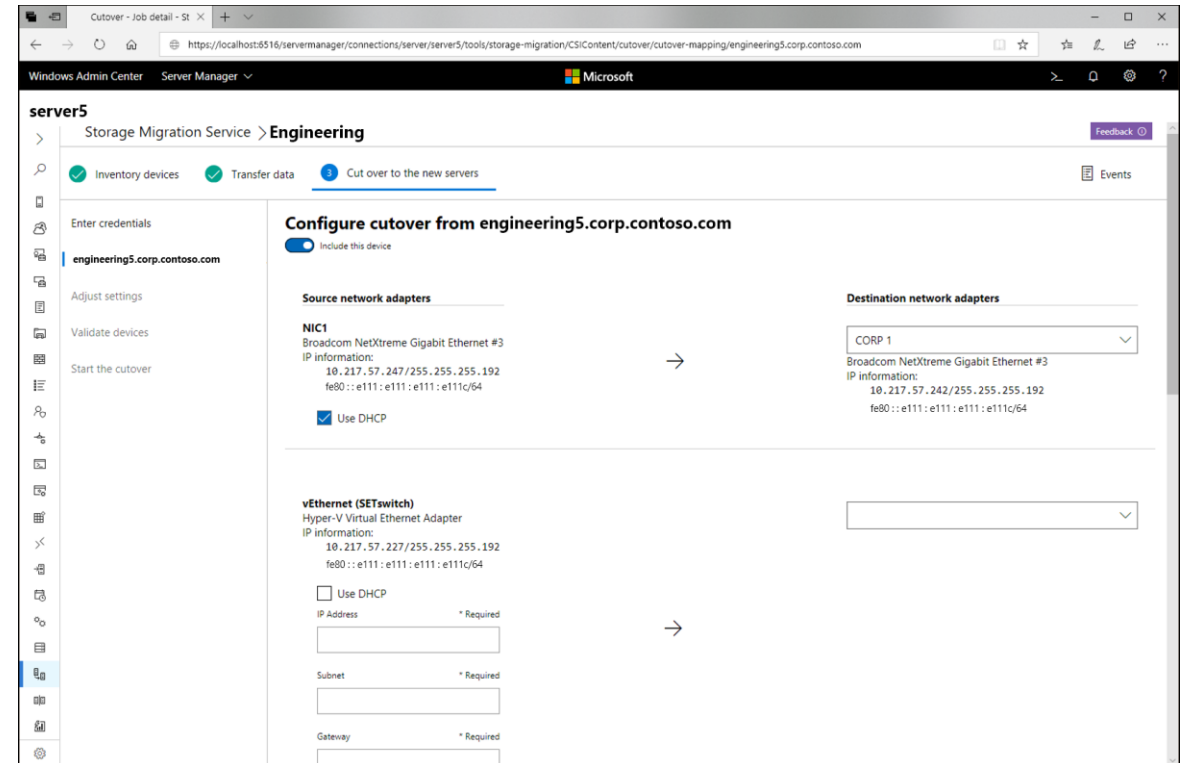 Cutover - Job detail - St
https://localhost:6516/servermanager/connections/server/server5/tools/storage-migration/CSIContent/cutover/cutover-mapping/engineering5.corp.contoso.com
Windows Admin Center Server Manager Microsoft >_ ?
server5
Storage Migration Service > Engineering Feedback
Inventory devices Transfer data 3 Cut over to the new servers Events
Enter credentials
engineering5.corp.contoso.com
Adjust settings
Validate devices
Start the cutover
Configure cutover from engineering5.corp.contoso.com
Include this device
Source network adapters
NIC1
Broadcom NetXtreme Gigabit Ethernet #3
IP information:
10.217.57.247/255.255.255.192
fe80::e111:e111:e111:e111c/64
Use DHCP
Destination network adapters
CORP 1
Broadcom NetXtreme Gigabit Ethernet #3
IP information:
10.217.57.242/255.255.255.192
fe80::e111:e111:e111:e111c/64
vEthernet (SETswitch)
Hyper-V Virtual Ethernet Adapter
IP information:
10.217.57.227/255.255.255.192
fe80::e111:e111:e111:e111c/64
Use DHCP
IP Address * Required
Subnet * Required
Gateway * Required